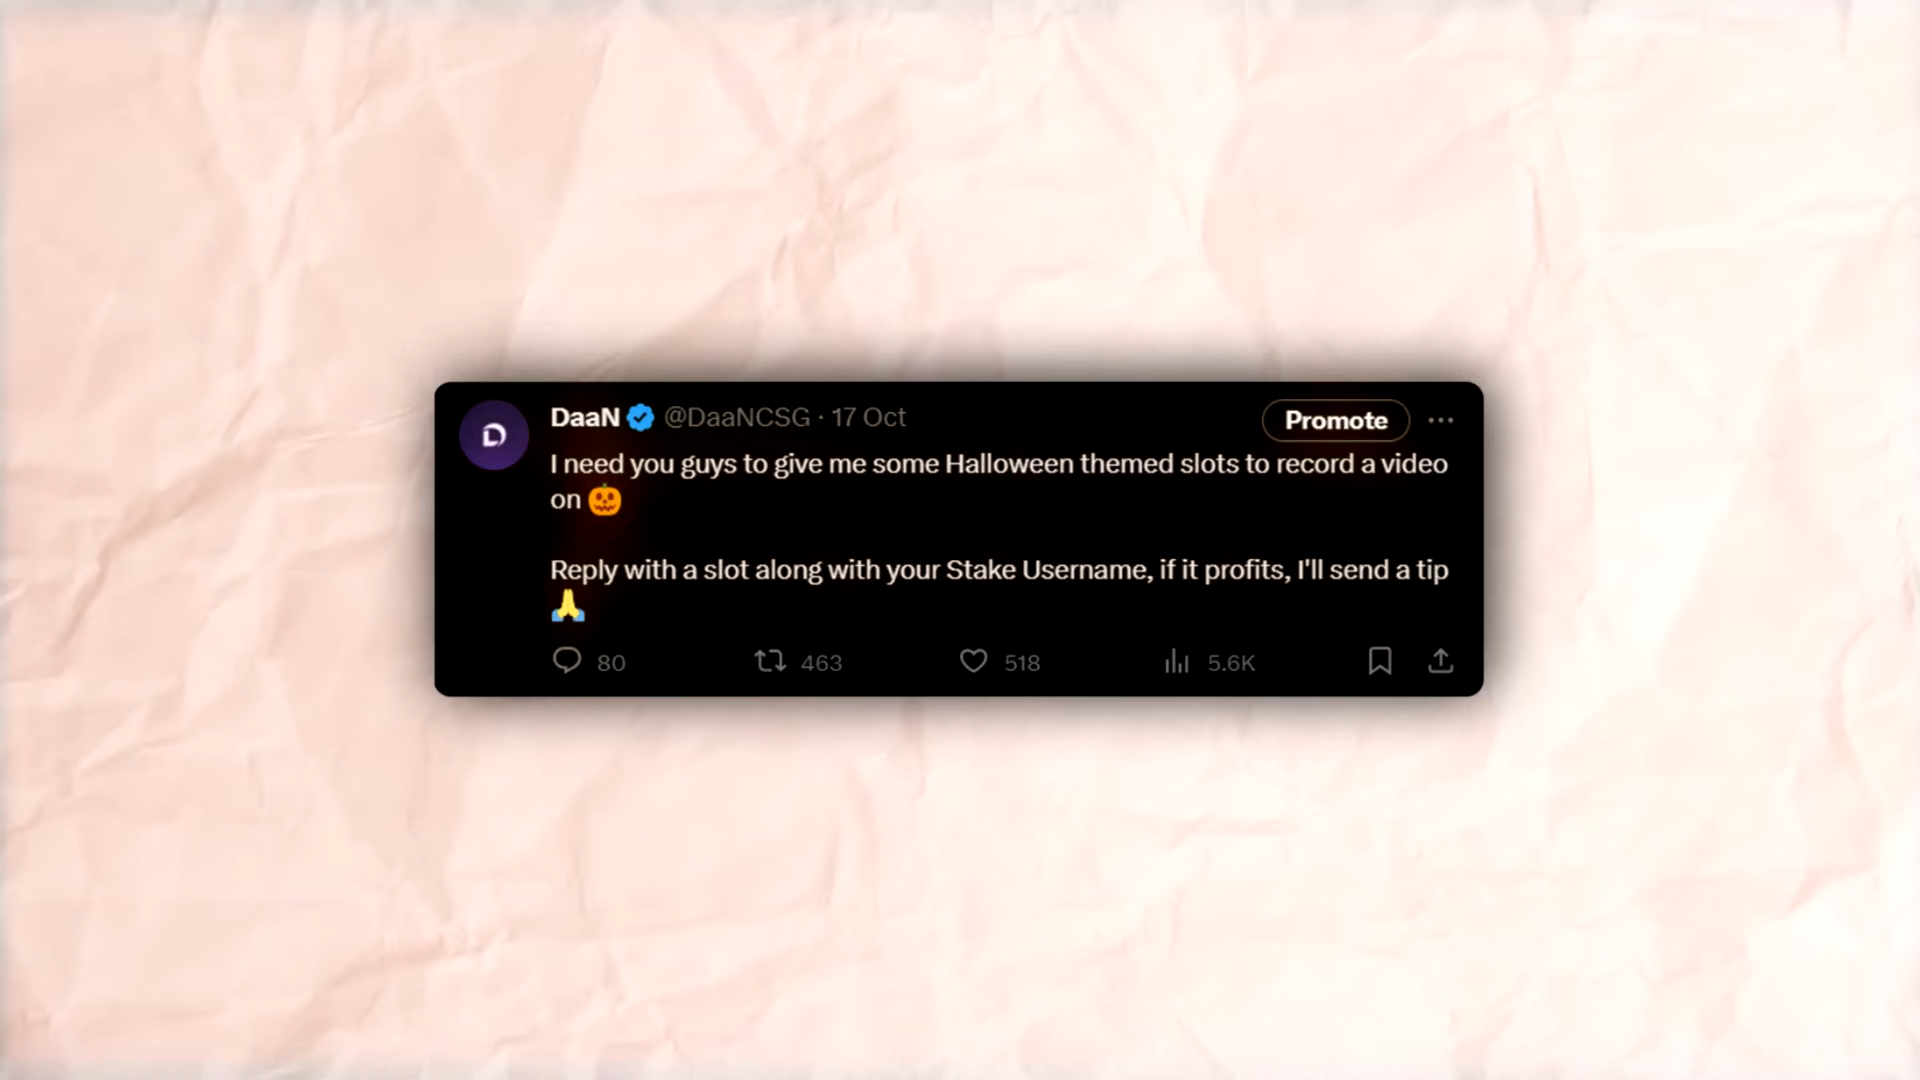 DaaN @DaaNCSG · 17 Oct Promote
I need you guys to give me some Halloween themed slots to record a video
on 🎃
Reply with a slot along with your Stake Username, if it profits, I'll send a tip
🙏
80 463 518 5.6K